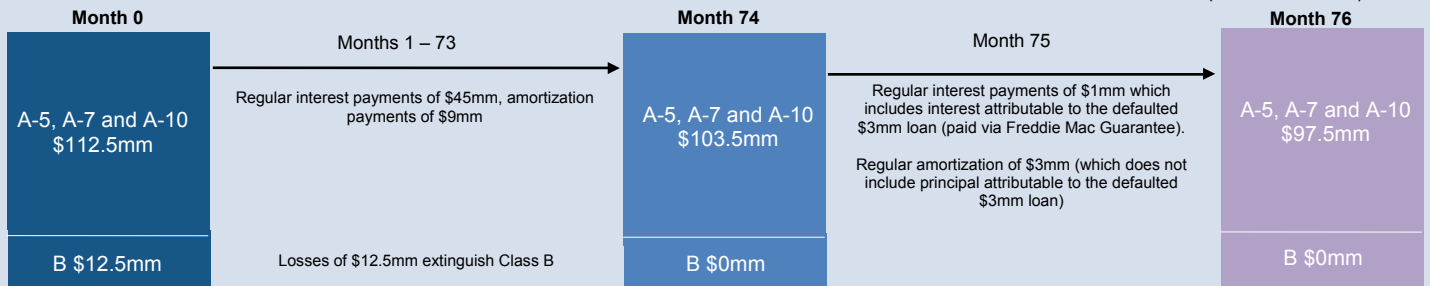 Month 0
Month 74
Month 76
Months 1 – 73
Month 75
A-5, A-7 and A-10
$112.5mm
Regular interest payments of $45mm, amortization
payments of $9mm
A-5, A-7 and A-10
$103.5mm
Regular interest payments of $1mm which
includes interest attributable to the defaulted
$3mm loan (paid via Freddie Mac Guarantee).
Regular amortization of $3mm (which does not
include principal attributable to the defaulted
$3mm loan)
A-5, A-7 and A-10
$97.5mm
B $12.5mm
Losses of $12.5mm extinguish Class B
B $0mm
B $0mm